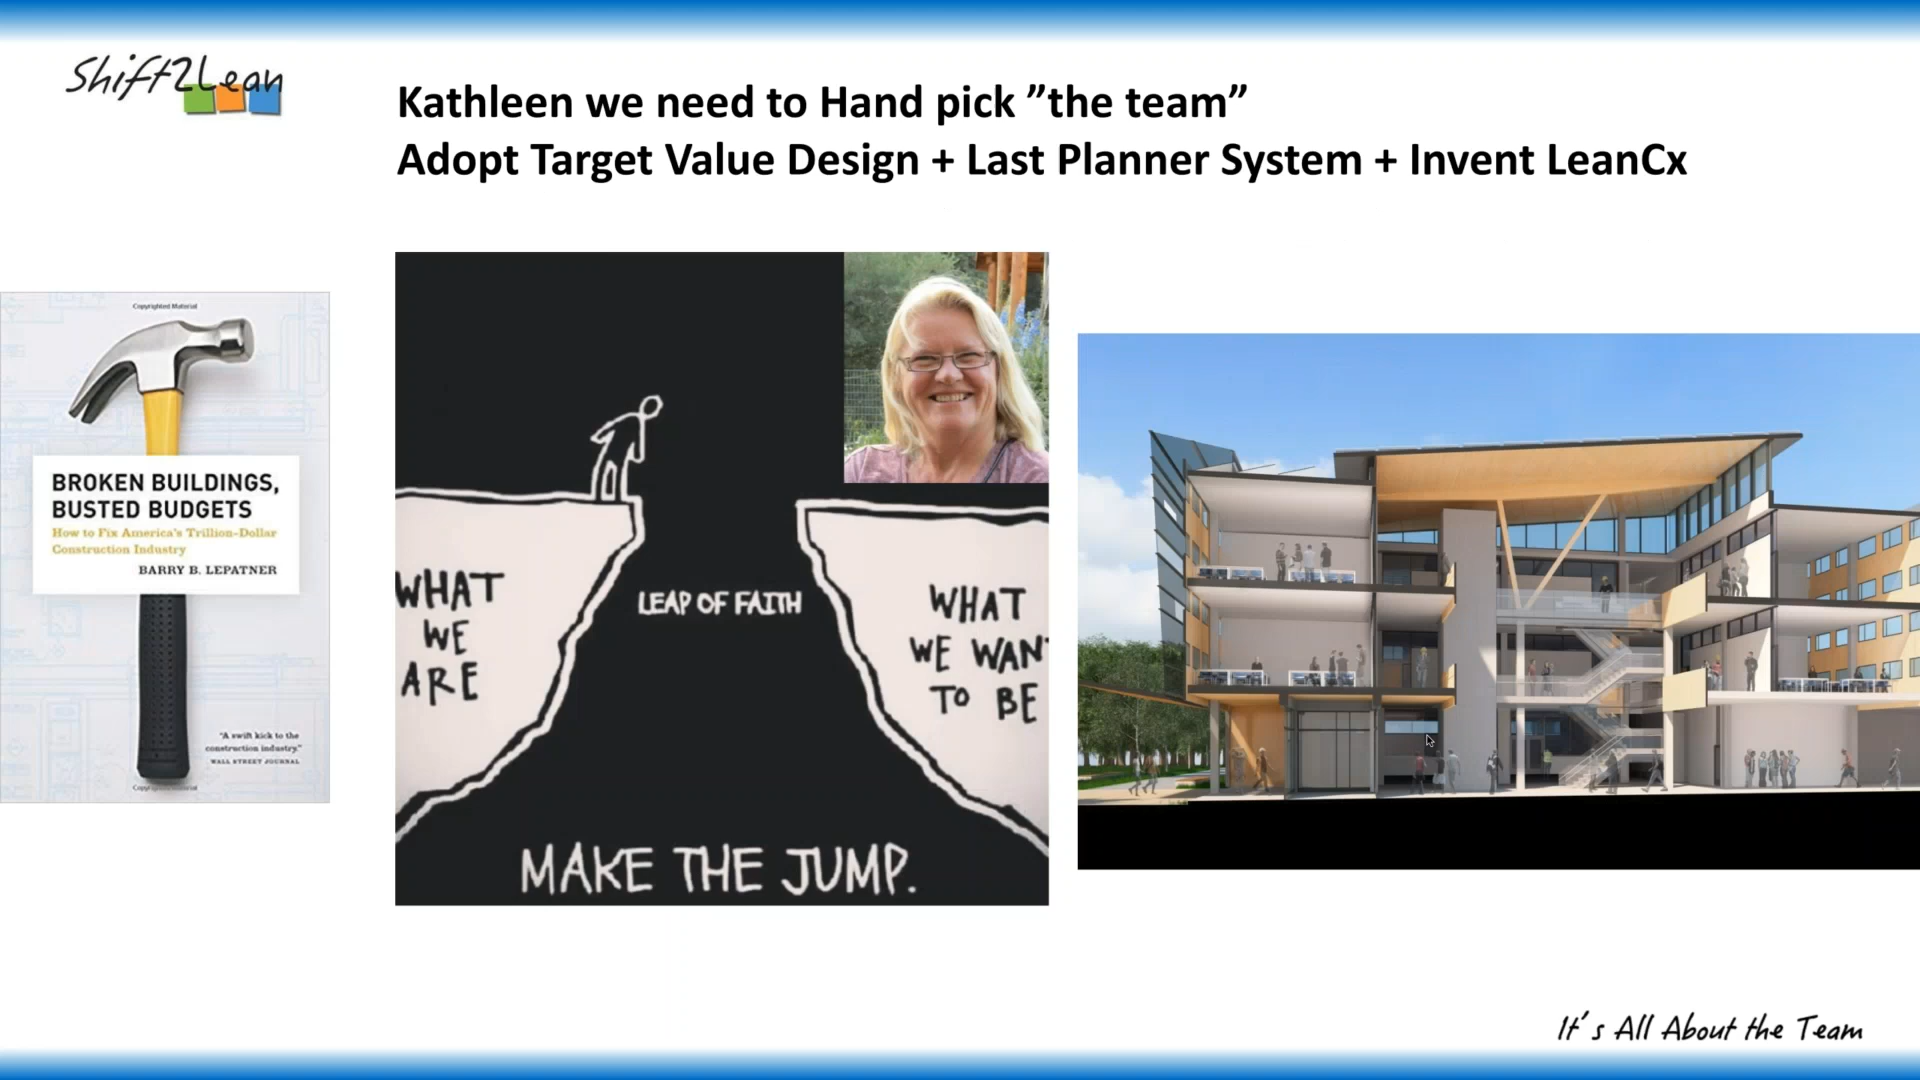 Shift2Lean
Kathleen we need to Hand pick ”the team”
Adopt Target Value Design + Last Planner System + Invent LeanCx
Copyrighted Material
BROKEN BUILDINGS,
BUSTED BUDGETS
How to Fix America's Trillion-Dollar
Construction Industry
BARRY B. LEPATNER
"A swift kick to the
construction industry."
WALL STREET JOURNAL
WHAT
WE
ARE
LEAP OF FAITH
WHAT
WE WANT
TO BE
MAKE THE JUMP.
It's All About the Team